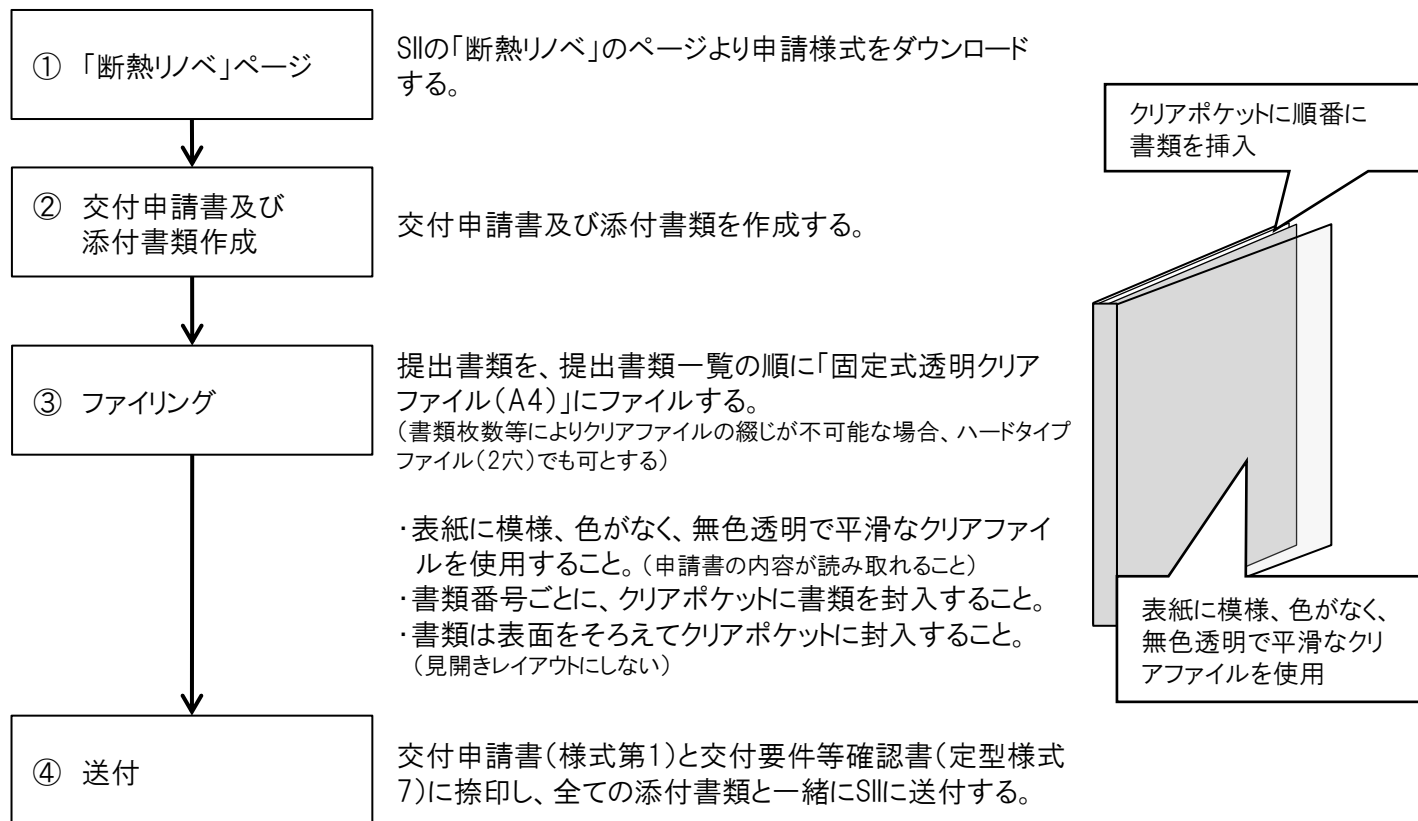 ① 「断熱リノベ」ページ
SIIの「断熱リノベ」のページより申請様式をダウンロード
する。
② 交付申請書及び
添付書類作成
交付申請書及び添付書類を作成する。
③ ファイリング
提出書類を、提出書類一覧の順に「固定式透明クリア
ファイル(A4)」にファイルする。
(書類枚数等によりクリアファイルの綴じが不可能な場合、ハードタイプ
ファイル(2穴)でも可とする)
・表紙に模様、色がなく、無色透明で平滑なクリアファイ
ルを使用すること。(申請書の内容が読み取れること)
・書類番号ごとに、クリアポケットに書類を封入すること。
・書類は表面をそろえてクリアポケットに封入すること。
(見開きレイアウトにしない)
④ 送付
交付申請書(様式第1)と交付要件等確認書(定型様式
7)に捺印し、全ての添付書類と一緒にSIIに送付する。
クリアポケットに順番に
書類を挿入
表紙に模様、色がなく、
無色透明で平滑なクリ
アファイルを使用